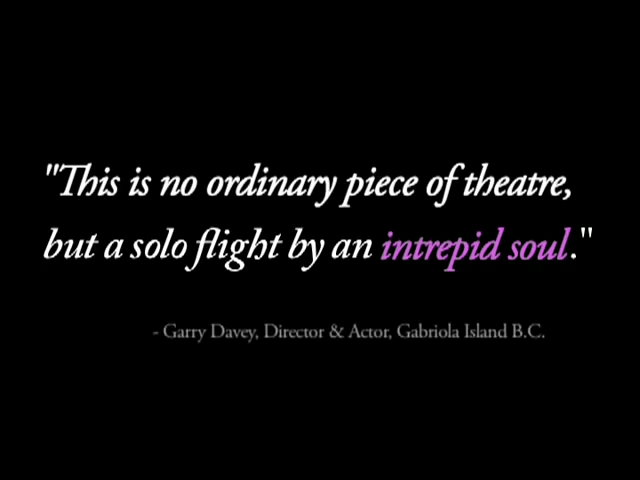 "This is no ordinary piece of theatre,
but a solo flight by an intrepid soul."
- Garry Davey, Director & Actor, Gabriola Island B.C.